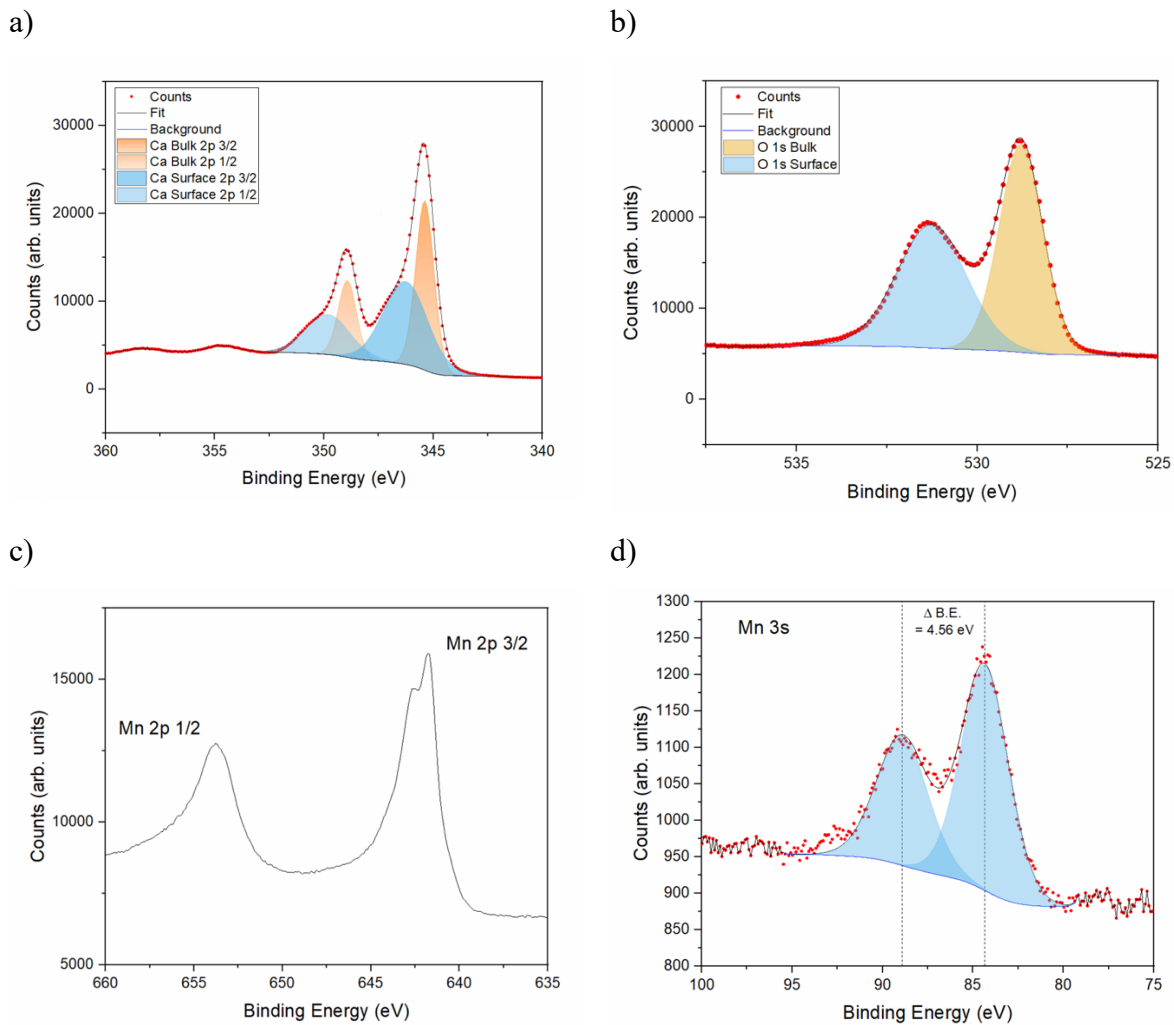 a)
Counts
Fit
Background
Ca Bulk 2p 3/2
Ca Bulk 2p 1/2
Ca Surface 2p 3/2
Ca Surface 2p 1/2
30000
20000
10000
0
360
355
350
345
340
Counts (arb. units)
Binding Energy (eV)
b)
Counts
Fit
Background
O 1s Bulk
O 1s Surface
30000
20000
10000
0
535
530
525
Counts (arb. units)
Binding Energy (eV)
c)
Mn 2p 3/2
Mn 2p 1/2
15000
10000
5000
660
655
650
645
640
635
Counts (arb. units)
Binding Energy (eV)
d)
Mn 3s
Δ B.E.
= 4.56 eV
1300
1250
1200
1150
1100
1050
1000
950
900
850
800
100
95
90
85
80
75
Counts (arb. units)
Binding Energy (eV)